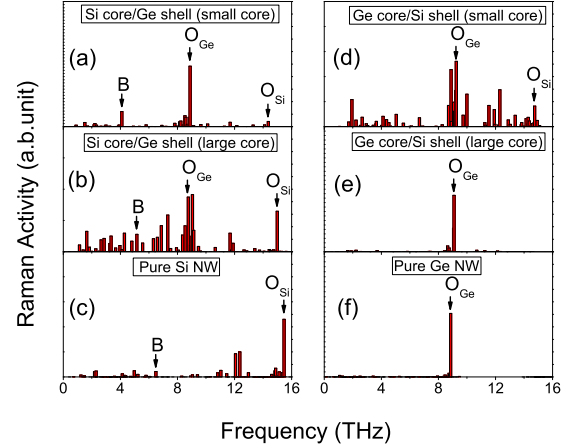 Si core/Ge shell (small core)
(a)
B
O Ge
O Si
Si core/Ge shell (large core)
(b)
B
O Ge
O Si
Pure Si NW
(c)
B
O Si
0 4 8 12 16
Ge core/Si shell (small core)
(d)
O Ge
O Si
Ge core/Si shell (large core)
(e)
O Ge
Pure Ge NW
(f)
O Ge
0 4 8 12 16
Raman Activity (a.b.unit)
Frequency (THz)